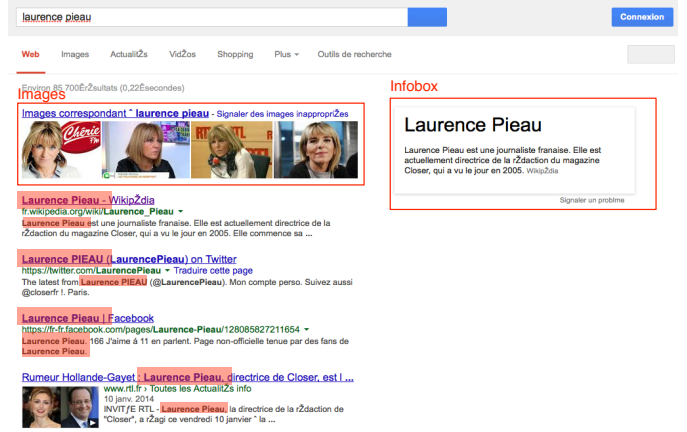 laurence pieau
Connexion
Web Images ActualitŽs VidŽos Shopping Plus Outils de recherche
Environ 85 700ÊrŽsultats (0,22Êsecondes)
Images
Images correspondant ˆ laurence pieau - Signaler des images inappropriŽes
Chérie
RTL
Laurence Pieau - WikipŽdia
fr.wikipedia.org/wiki/Laurence_Pieau
Laurence Pieau est une journaliste franaise. Elle est actuellement directrice de la
rŽdaction du magazine Closer, qui a vu le jour en 2005. Elle commence sa ...
Laurence PIEAU (LaurencePieau) on Twitter
https://twitter.com/LaurencePieau Traduire cette page
The latest from Laurence PIEAU (@LaurencePieau). Mon compte perso. Suivez aussi
@closerfr !. Paris.
Laurence Pieau | Facebook
https://fr-fr.facebook.com/pages/Laurence-Pieau/128085827211654
Laurence Pieau. 166 J'aime á 11 en parlent. Page non-officielle tenue par des fans de
Laurence Pieau.
Rumeur Hollande-Gayet : Laurence Pieau, directrice de Closer, est l ...
www.rtl.fr › Toutes les ActualitŽs info
10 janv. 2014
INVITƒE RTL - Laurence Pieau, la directrice de la rŽdaction de
"Closer", a rŽagi ce vendredi 10 janvier ˆ la ...
Infobox
Laurence Pieau
Laurence Pieau est une journaliste franaise. Elle est
actuellement directrice de la rŽdaction du magazine
Closer, qui a vu le jour en 2005. WikipŽdia
Signaler un problme